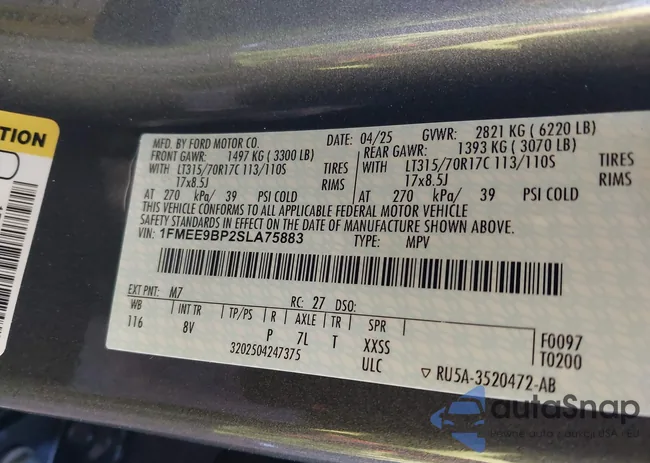 TION
MFD. BY FORD MOTOR CO.
DATE: 04/25 GVWR: 2821 KG ( 6220 LB)
FRONT GAWR: 1497 KG ( 3300 LB) REAR GAWR: 1393 KG ( 3070 LB)
WITH LT315/70R17C 113/110S TIRES WITH LT315/70R17C 113/110S TIRES
17x8.5J RIMS 17x8.5J RIMS
AT 270 kPa/ 39 PSI COLD AT 270 kPa/ 39 PSI COLD
THIS VEHICLE CONFORMS TO ALL APPLICABLE FEDERAL MOTOR VEHICLE
SAFETY STANDARDS IN EFFECT ON THE DATE OF MANUFACTURE SHOWN ABOVE.
VIN: 1FMEE9BP2SLA75883 TYPE: MPV
EXT PNT: M7 RC: 27 DSO:
WB INT TR TP/PS R AXLE TR SPR
116 8V P 7L T XXSS
ULC
F0097
T0200
3202504247375
▽ RU5A-3520472-AB
autoSnap